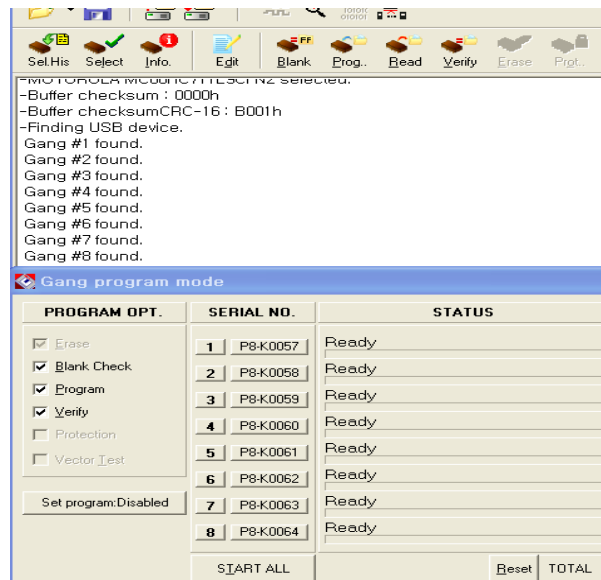 Sel.His Select Info. Edit Blank Prog.. Read Verify Erase Prot..
-Buffer checksum : 0000h
-Buffer checksumCRC-16 : B001h
-Finding USB device.
Gang #1 found.
Gang #2 found.
Gang #3 found.
Gang #4 found.
Gang #5 found.
Gang #6 found.
Gang #7 found.
Gang #8 found.
Gang program mode
PROGRAM OPT. SERIAL NO. STATUS
Erase
Blank Check
Program
Verify
Protection
Vector Test
Set program:Disabled
1 P8-K0057 Ready
2 P8-K0058 Ready
3 P8-K0059 Ready
4 P8-K0060 Ready
5 P8-K0061 Ready
6 P8-K0062 Ready
7 P8-K0063 Ready
8 P8-K0064 Ready
START ALL Reset TOTAL